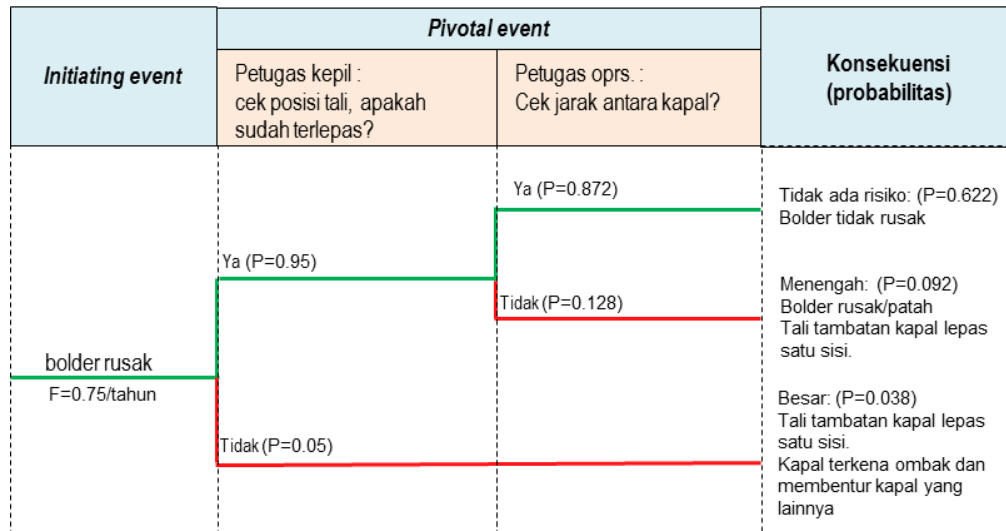 Initiating event
Pivotal event
Petugas kepil :
cek posisi tali, apakah
sudah terlepas?
Petugas oprs. :
Cek jarak antara kapal?
Konsekuensi
(probabilitas)
bolder rusak
F=0.75/tahun
Ya (P=0.95)
Tidak (P=0.05)
Ya (P=0.872)
Tidak (P=0.128)
Tidak ada risiko: (P=0.622)
Bolder tidak rusak
Menengah: (P=0.092)
Bolder rusak/patah
Tali tambatan kapal lepas
satu sisi.
Besar: (P=0.038)
Tali tambatan kapal lepas
satu sisi.
Kapal terkena ombak dan
membentur kapal yang
lainnya